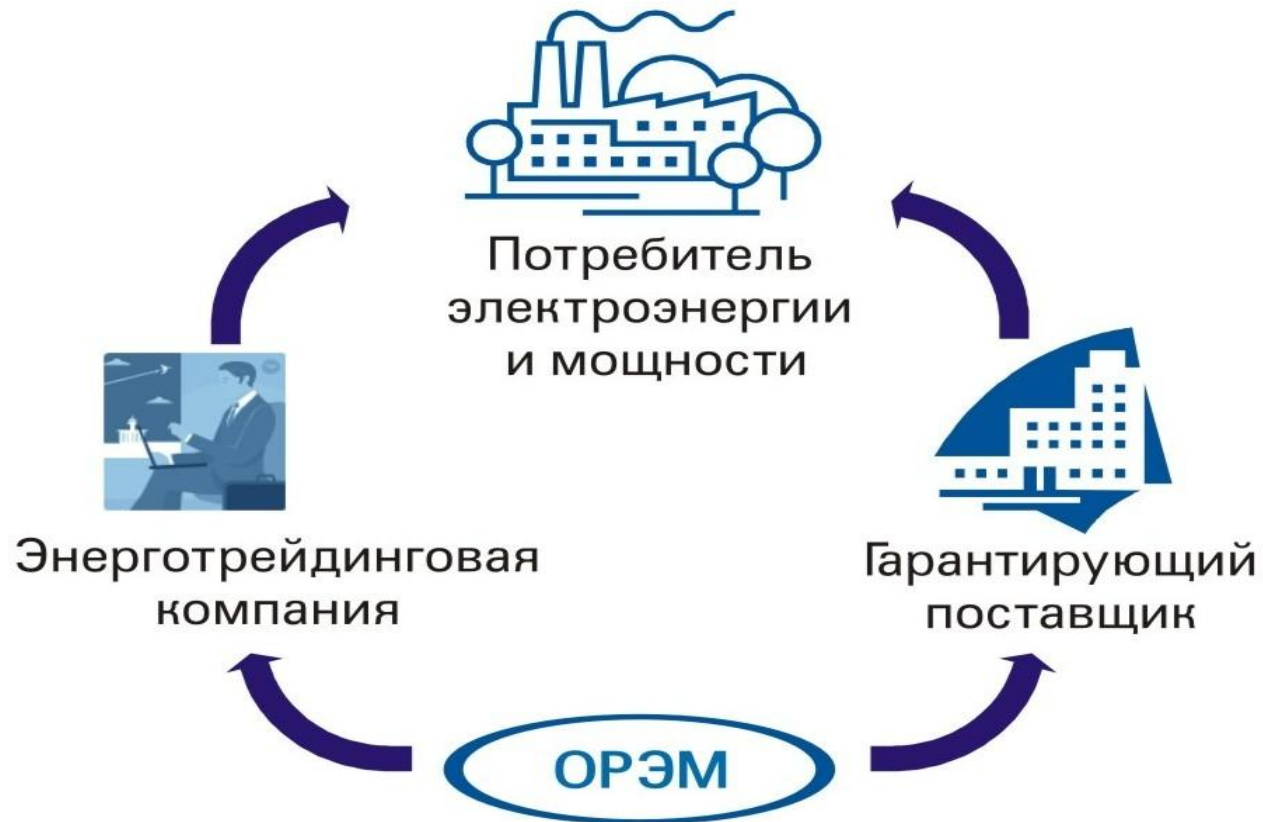 Потребитель
электроэнергии
и мощности
Энерготрейдинговая
компания
Гарантирующий
поставщик
ОРЭМ